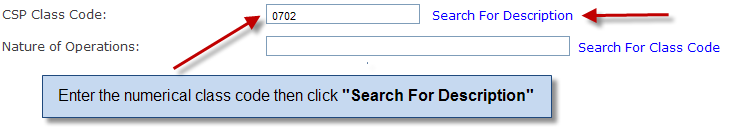 CSP Class Code: 0702 Search For Description
Nature of Operations: Search For Class Code
Enter the numerical class code then click "Search For Description"